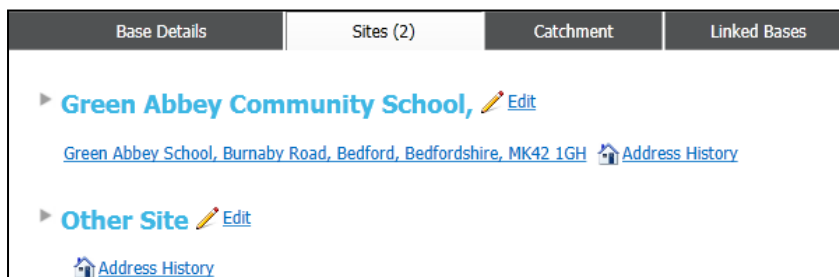 Base Details Sites (2) Catchment Linked Bases
Green Abbey Community School, Edit
Green Abbey School, Burnaby Road, Bedford, Bedfordshire, MK42 1GH Address History
Other Site Edit
Address History